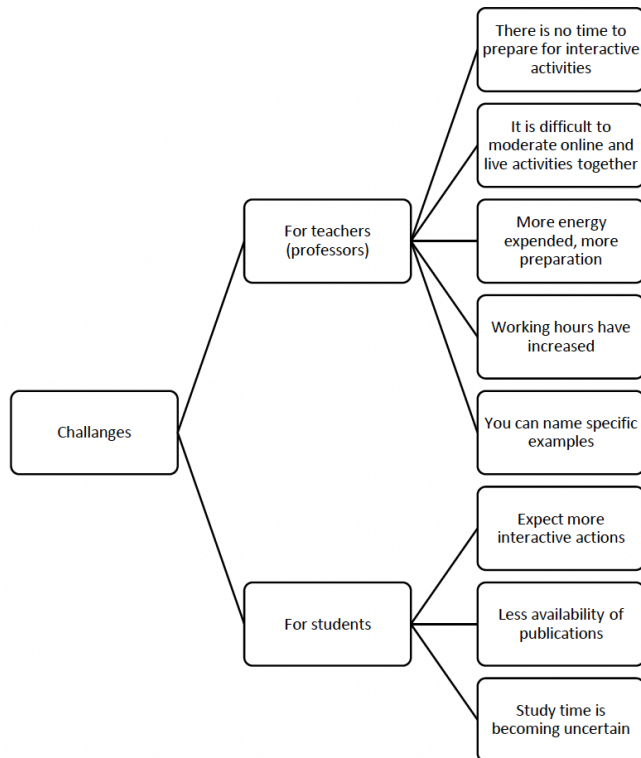 There is no time to
prepare for interactive
activities
It is difficult to
moderate online and
live activities together
For teachers
(professors)
More energy
expended, more
preparation
Working hours have
increased
Challanges
You can name specific
examples
Expect more
interactive actions
For students
Less availability of
publications
Study time is
becoming uncertain